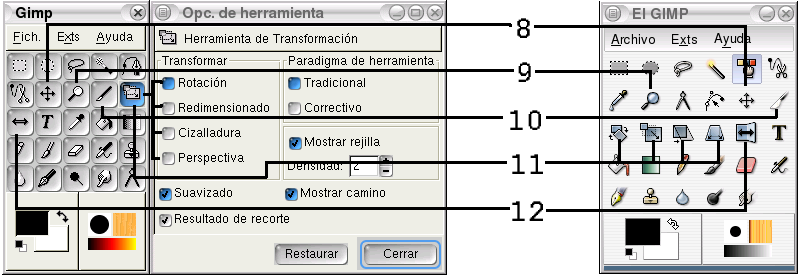 Gimp
Fich. Exts Ayuda
Opc. de herramienta
Herramienta de Transformación
Transformar
Rotación
Redimensionado
Cizalladura
Perspectiva
Paradigma de herramienta
Tradicional
Correctivo
Mostrar rejilla
Densidad: 2
Suavizado
Mostrar camino
Resultado de recorte
Restaurar
Cerrar
8
9
10
11
12
El GIMP
Archivo Exts Ayuda
T
T